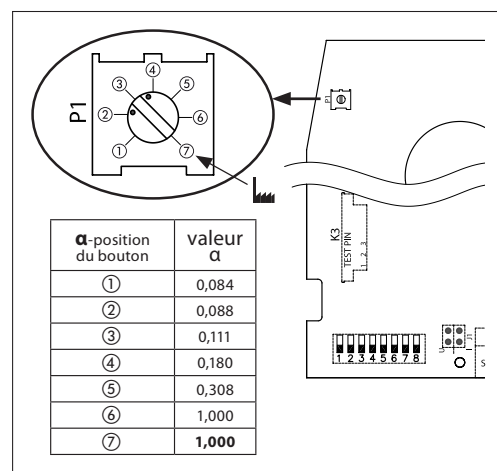 P1
①
②
③
④
⑤
⑥
⑦
P1
K3
TEST PIN
1 2 3
1 2 3 4 5 6 7 8
U
J1
S
α-position du bouton
valeur α
① 0,084
② 0,088
③ 0,111
④ 0,180
⑤ 0,308
⑥ 1,000
⑦ 1,000